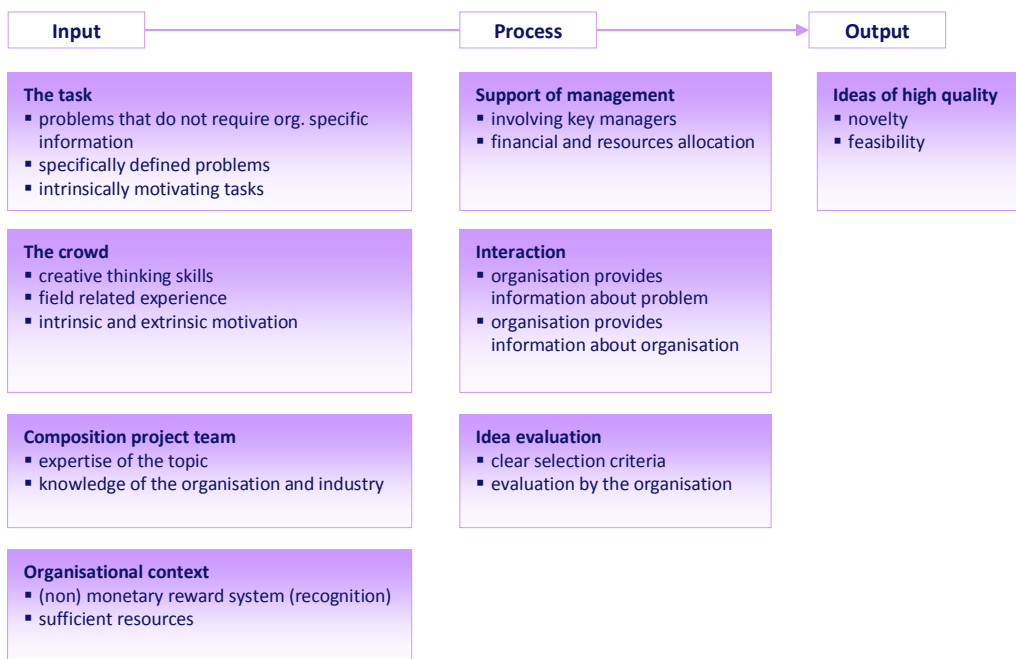 Input
Process
Output
The task
▪ problems that do not require org. specific
information
▪ specifically defined problems
▪ intrinsically motivating tasks
The crowd
▪ creative thinking skills
▪ field related experience
▪ intrinsic and extrinsic motivation
Composition project team
▪ expertise of the topic
▪ knowledge of the organisation and industry
Organisational context
▪ (non) monetary reward system (recognition)
▪ sufficient resources
Support of management
▪ involving key managers
▪ financial and resources allocation
Interaction
▪ organisation provides
information about problem
▪ organisation provides
information about organisation
Idea evaluation
▪ clear selection criteria
▪ evaluation by the organisation
Ideas of high quality
▪ novelty
▪ feasibility